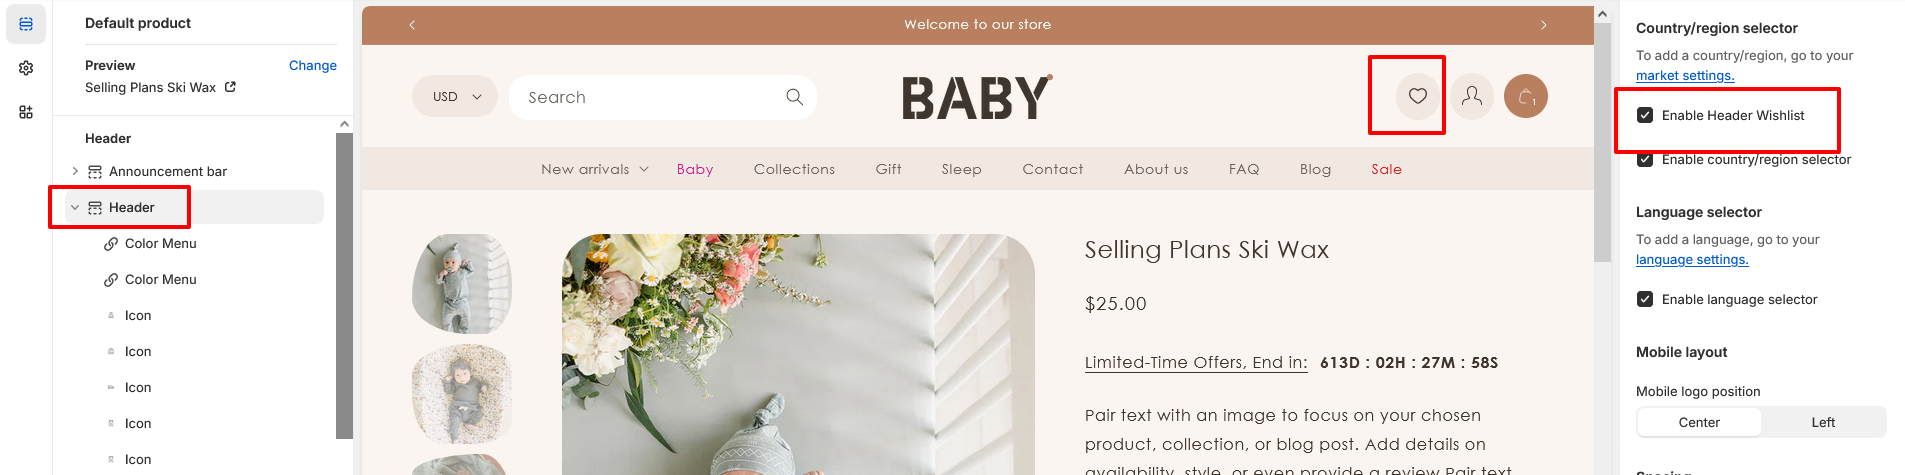 Default product
Preview
Change
Selling Plans Ski Wax
Header
Announcement bar
Header
Color Menu
Color Menu
Icon
Icon
Icon
Icon
Icon
Welcome to our store
USD
Search
BABY
1
New arrivals
Baby
Collections
Gift
Sleep
Contact
About us
FAQ
Blog
Sale
Selling Plans Ski Wax
$25.00
Limited-Time Offers, End in: 613D : 02H : 27M : 58S
Pair text with an image to focus on your chosen
product, collection, or blog post. Add details on
availability, style, or even provide a review Pair text
Country/region selector
To add a country/region, go to your
market settings.
Enable Header Wishlist
Enable country/region selector
Language selector
To add a language, go to your
language settings.
Enable language selector
Mobile layout
Mobile logo position
Center
Left